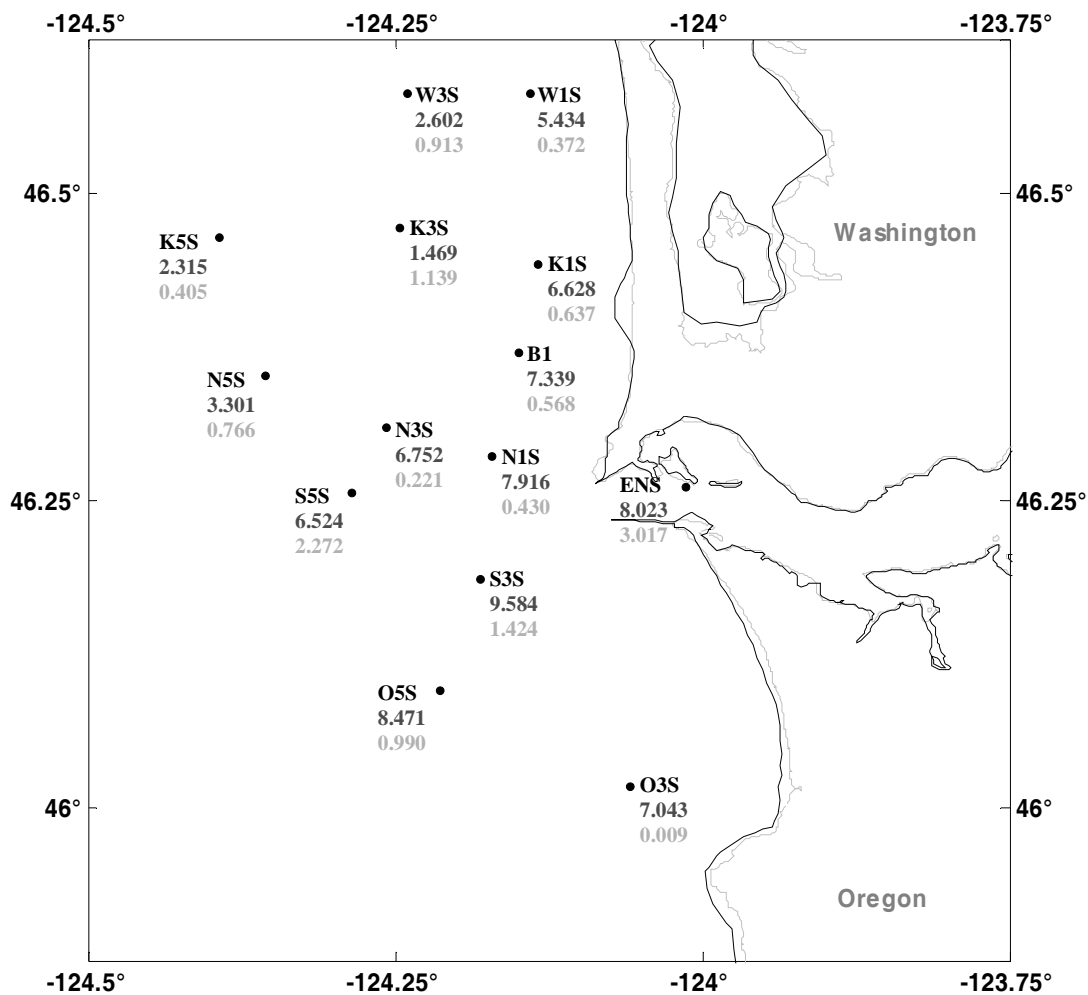 -124.5° -124.25° -124° -123.75°
W3S
2.602
0.913
W1S
5.434
0.372
46.5° 46.5°
K5S
2.315
0.405
K3S
1.469
1.139
Washington
K1S
6.628
0.637
B1
7.339
0.568
N5S
3.301
0.766
N3S
6.752
0.221
N1S
7.916
0.430
ENS
8.023
3.017
46.25° 46.25°
S5S
6.524
2.272
S3S
9.584
1.424
O5S
8.471
0.990
O3S
7.043
0.009
46° 46°
Oregon
-124.5° -124.25° -124° -123.75°